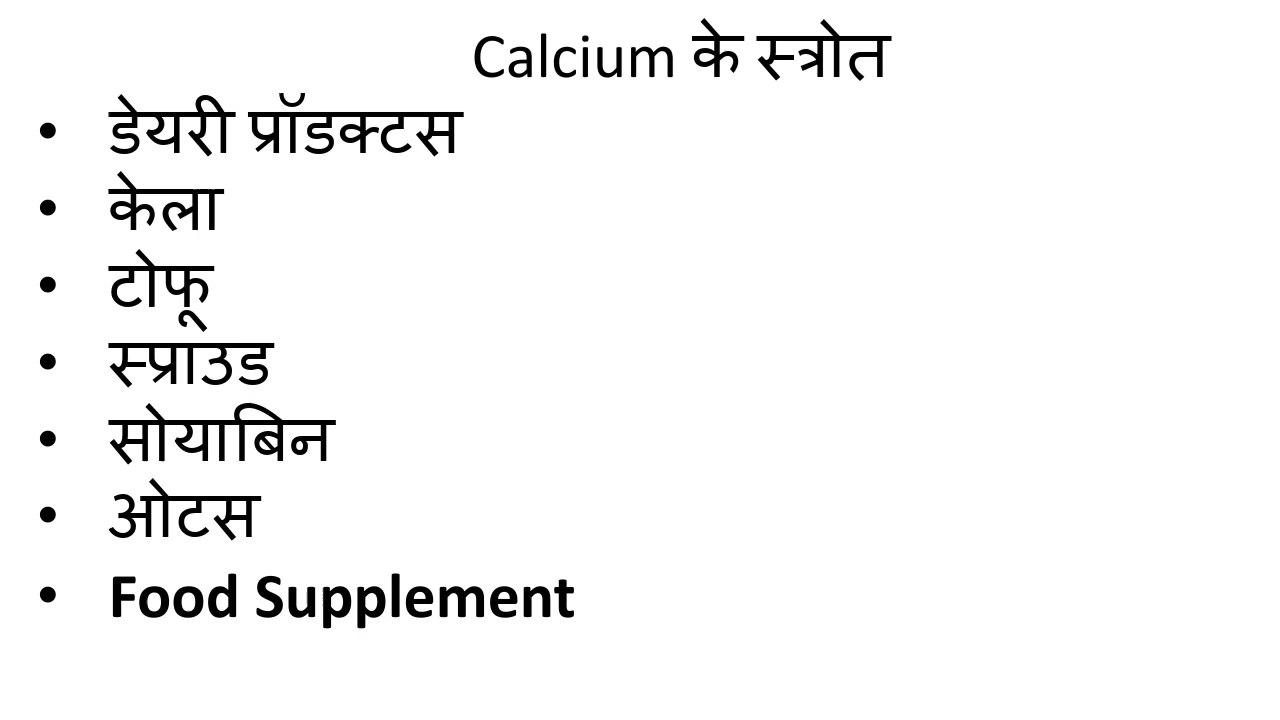 Calcium के स्त्रोत
• डेयरी प्रॉडक्टस
• केला
• टोफू
• स्प्राउड
• सोयाबिन
• ओटस
• Food Supplement